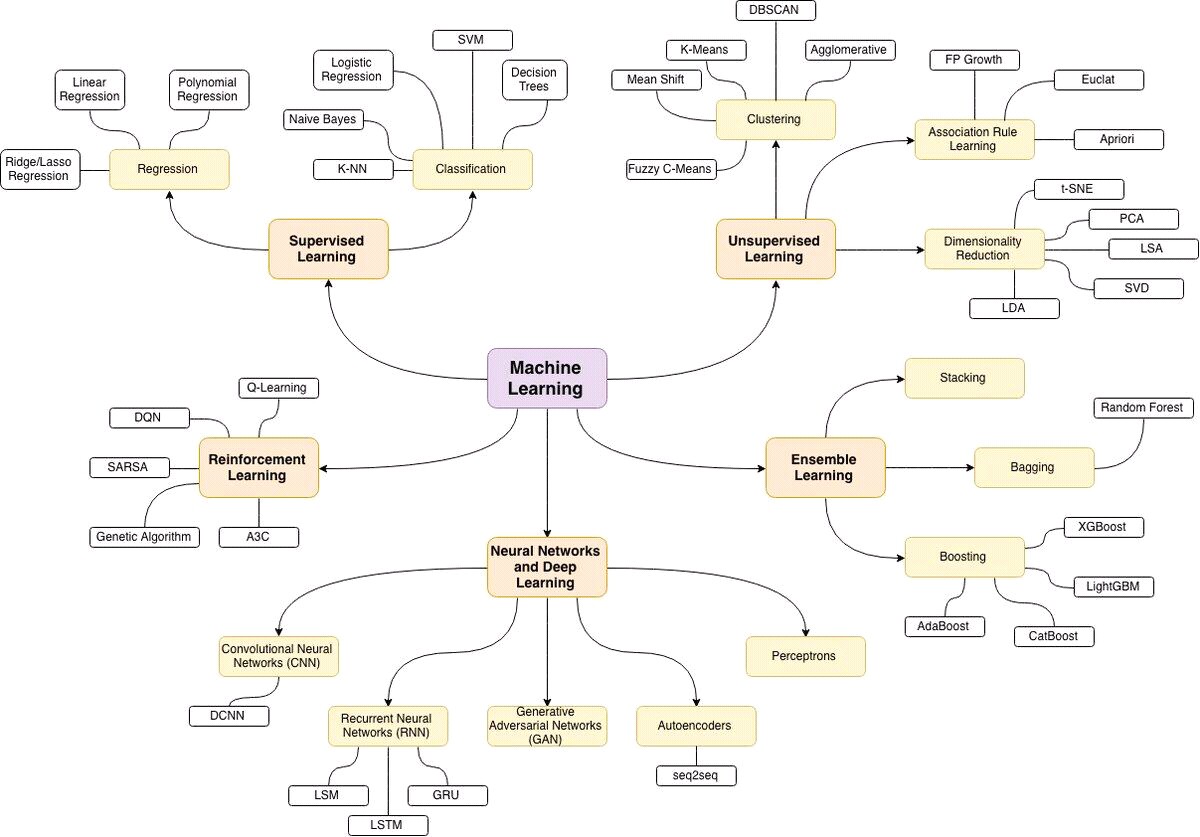 DBSCAN
SVM
K-Means
Agglomerative
Logistic
Regression
FP Growth
Linear
Regression
Polynomial
Regression
Decision
Trees
Mean Shift
Euclat
Naive Bayes
Clustering
Association Rule
Learning
Apriori
Ridge/Lasso
Regression
Regression
K-NN
Classification
Fuzzy C-Means
t-SNE
PCA
Supervised
Learning
Unsupervised
Learning
Dimensionality
Reduction
LSA
SVD
LDA
Machine
Learning
Stacking
Q-Learning
DQN
Random Forest
SARSA
Reinforcement
Learning
Ensemble
Learning
Bagging
Genetic Algorithm
A3C
XGBoost
Neural Networks
and Deep
Learning
Boosting
LightGBM
AdaBoost
CatBoost
Convolutional Neural
Networks (CNN)
Perceptrons
DCNN
Recurrent Neural
Networks (RNN)
Generative
Adversarial Networks
(GAN)
Autoencoders
seq2seq
LSM
GRU
LSTM